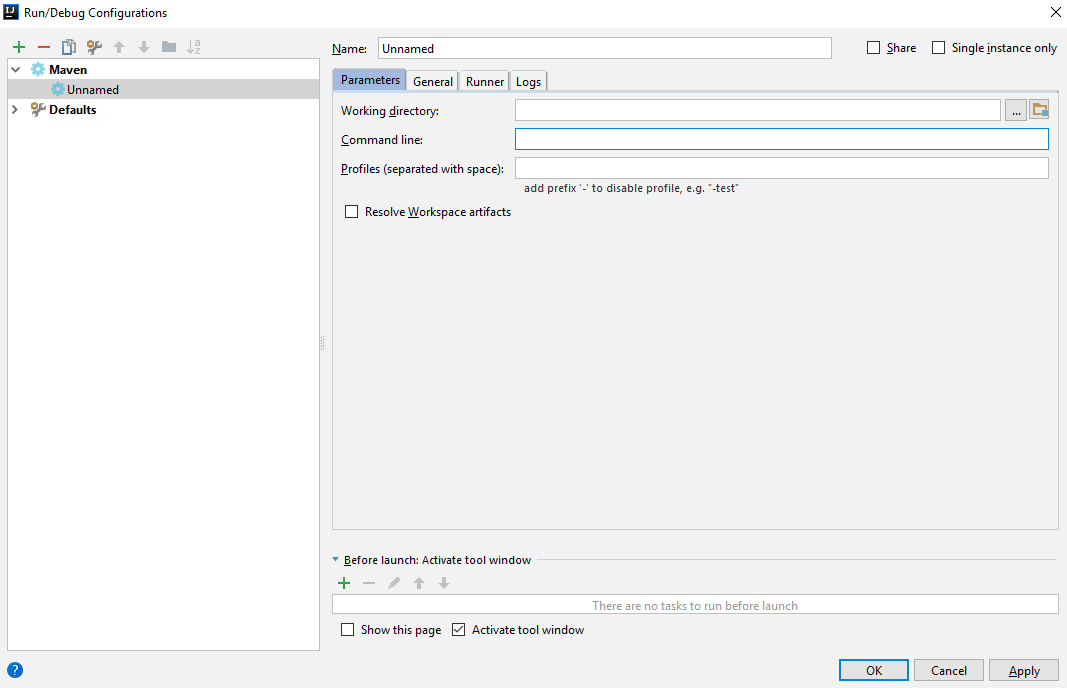 IJ Run/Debug Configurations
Name: Unnamed Share Single instance only
Maven
Unnamed
Defaults
Parameters General Runner Logs
Working directory: ...
Command line:
Profiles (separated with space):
add prefix '-' to disable profile, e.g. "-test"
Resolve Workspace artifacts
Before launch: Activate tool window
There are no tasks to run before launch
Show this page Activate tool window
? OK Cancel Apply